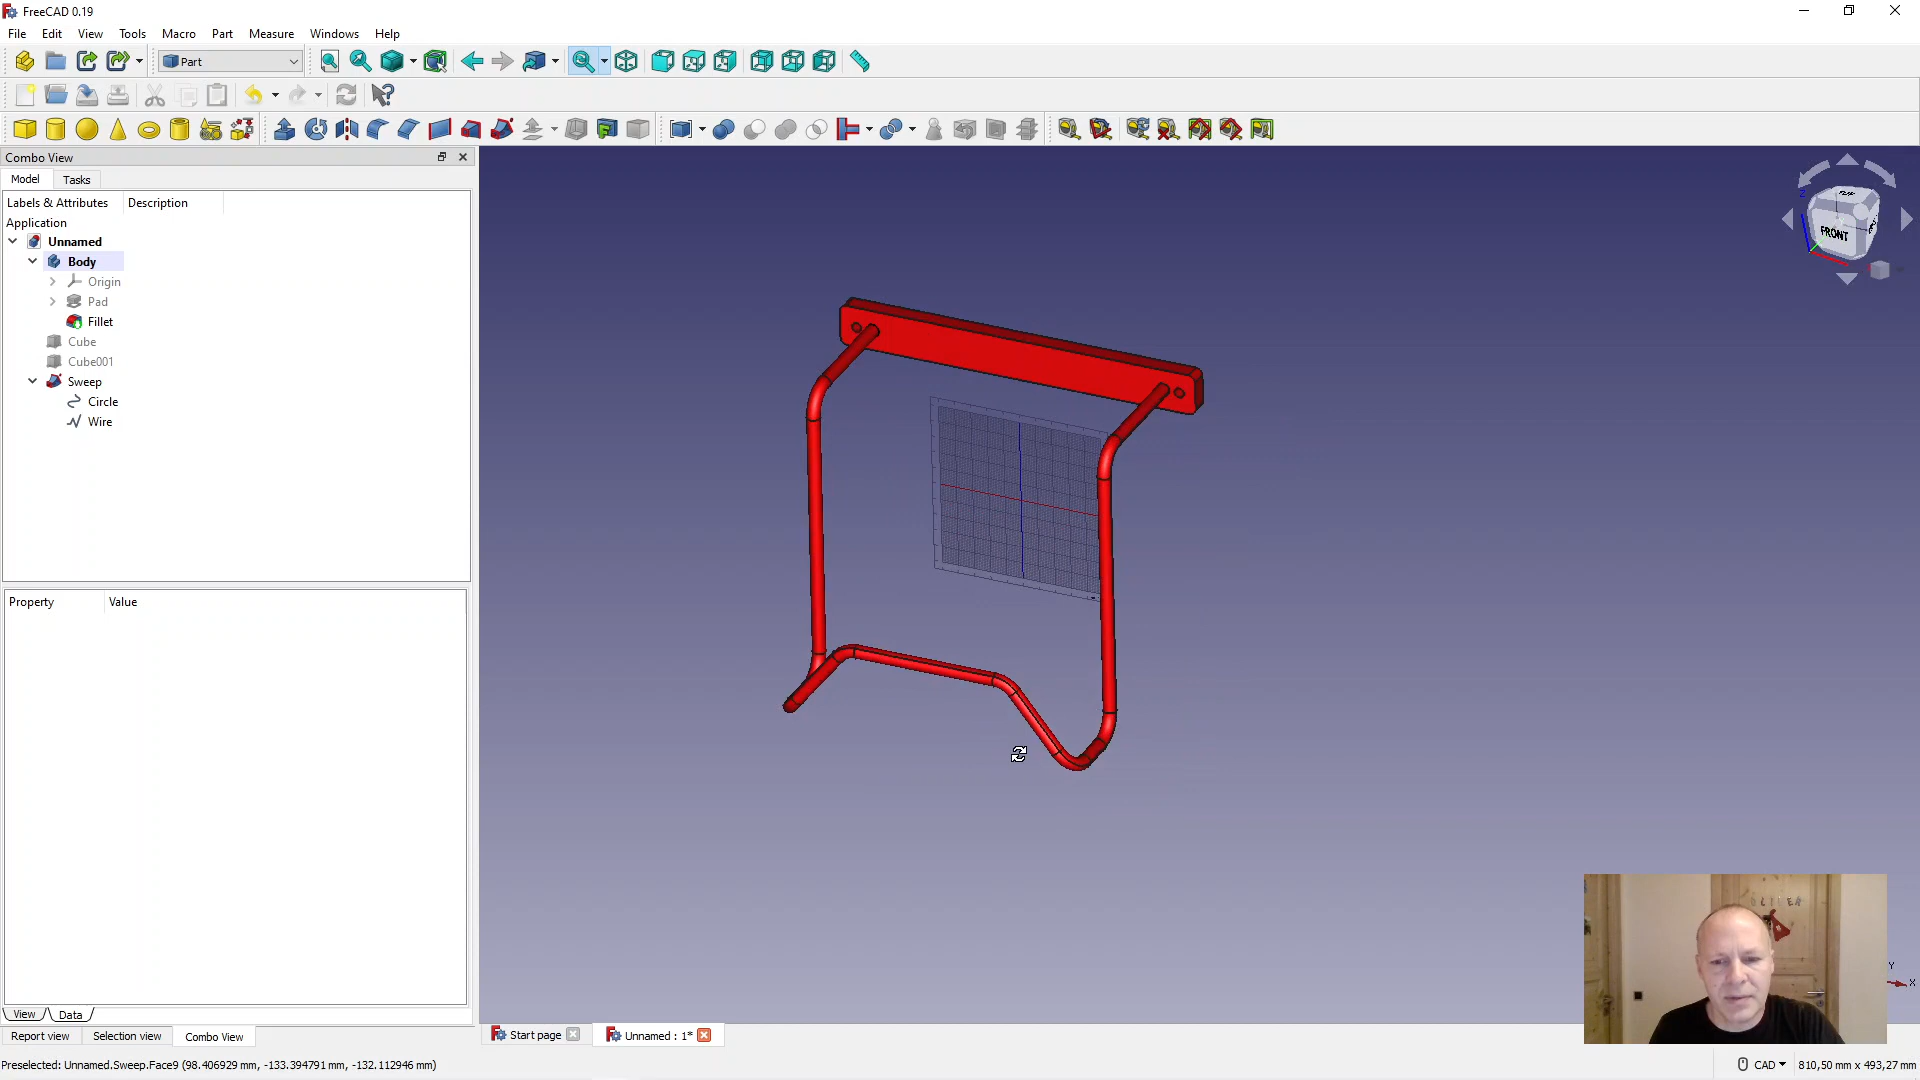 FreeCAD 0.19
File Edit View Tools Macro Part Measure Windows Help
Part
Combo View
Model Tasks
Labels & Attributes Description
Application
Unnamed
Body
Origin
Pad
Fillet
Cube
Cube001
Sweep
Circle
Wire
Property Value
View Data
Report view Selection view Combo View
Start page Unnamed : 1*
Preselected: Unnamed.Sweep.Face9 (98.406929 mm, -133.394791 mm, -132.112946 mm)
CAD 810,50 mm x 493,27 mm
FRONT
Z
Y
X